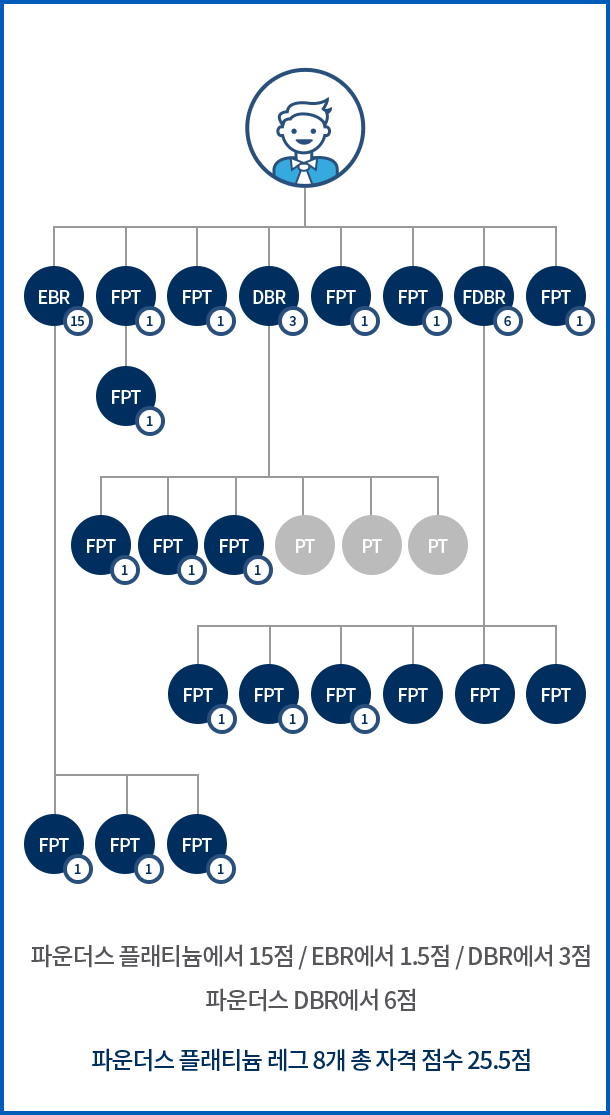 EBR FPT FPT DBR FPT FPT FDBR FPT
15 1 1 3 1 1 6 1
FPT
1
FPT FPT FPT PT PT PT
1 1 1
FPT FPT FPT FPT FPT FPT
1 1 1
FPT FPT FPT
1 1 1
파운더스 플래티늄에서 15점 / EBR에서 1.5점 / DBR에서 3점
파운더스 DBR에서 6점
파운더스 플래티늄 레그 8개 총 자격 점수 25.5점